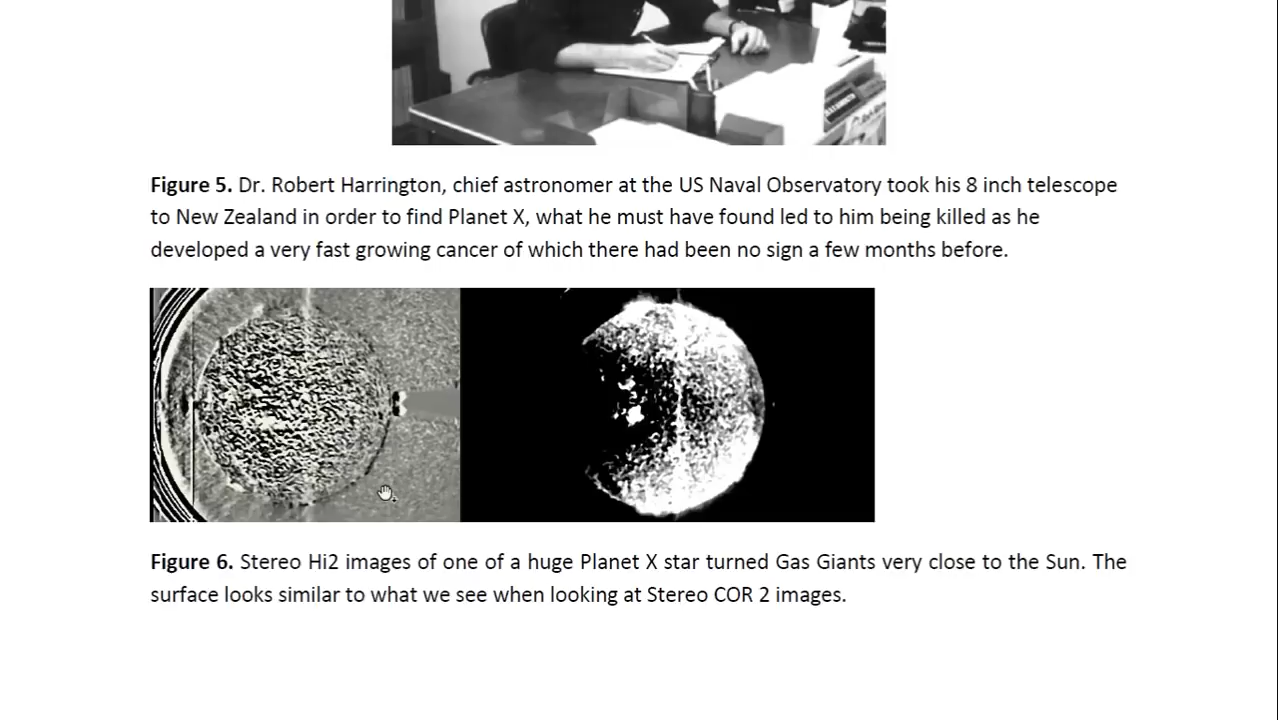 Figure 5. Dr. Robert Harrington, chief astronomer at the US Naval Observatory took his 8 inch telescope
to New Zealand in order to find Planet X, what he must have found led to him being killed as he
developed a very fast growing cancer of which there had been no sign a few months before.
Figure 6. Stereo Hi2 images of one of a huge Planet X star turned Gas Giants very close to the Sun. The
surface looks similar to what we see when looking at Stereo COR 2 images.